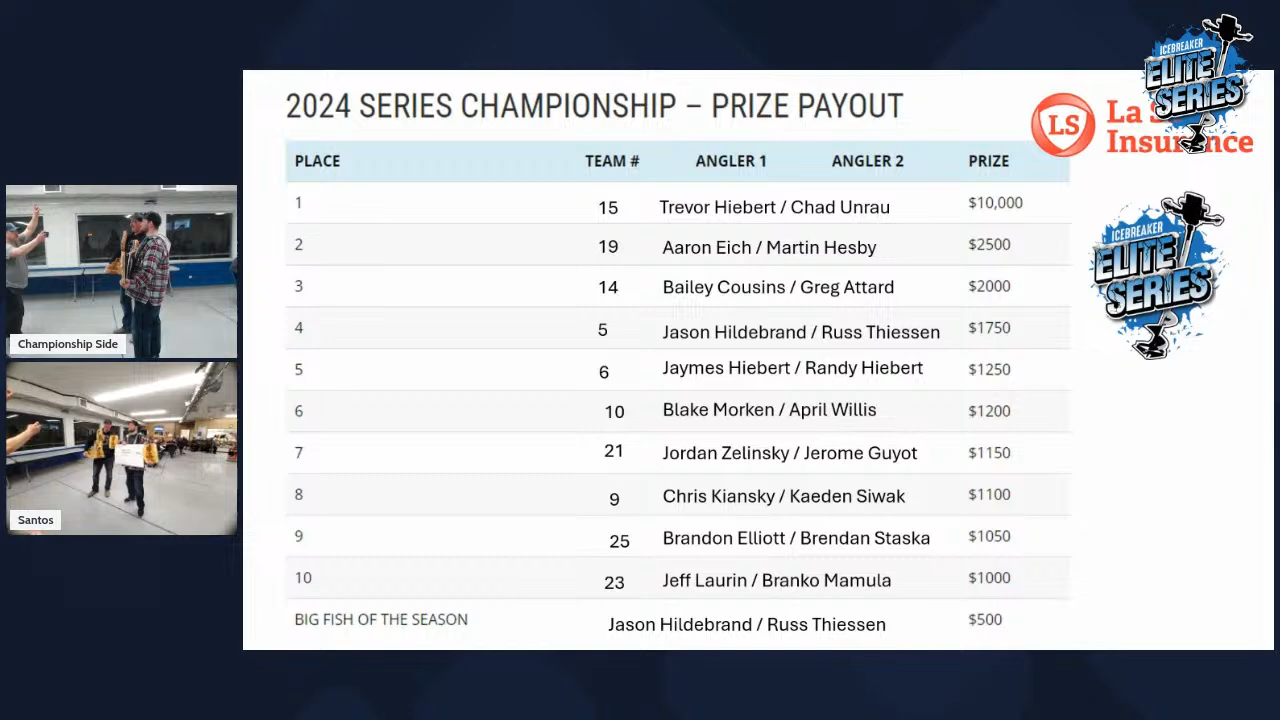 2024 SERIES CHAMPIONSHIP – PRIZE PAYOUT
ICEBREAKER
ELITE
SERIES
LS La S
Insurance
PLACE TEAM # ANGLER 1 ANGLER 2 PRIZE
1 15 Trevor Hiebert / Chad Unrau $10,000
2 19 Aaron Eich / Martin Hesby $2500
3 14 Bailey Cousins / Greg Attard $2000
4 5 Jason Hildebrand / Russ Thiessen $1750
5 6 Jaymes Hiebert / Randy Hiebert $1250
6 10 Blake Morken / April Willis $1200
7 21 Jordan Zelinsky / Jerome Guyot $1150
8 9 Chris Kiansky / Kaeden Siwak $1100
9 25 Brandon Elliott / Brendan Staska $1050
10 23 Jeff Laurin / Branko Mamula $1000
BIG FISH OF THE SEASON Jason Hildebrand / Russ Thiessen $500
ICEBREAKER
ELITE
SERIES
Championship Side
Santos